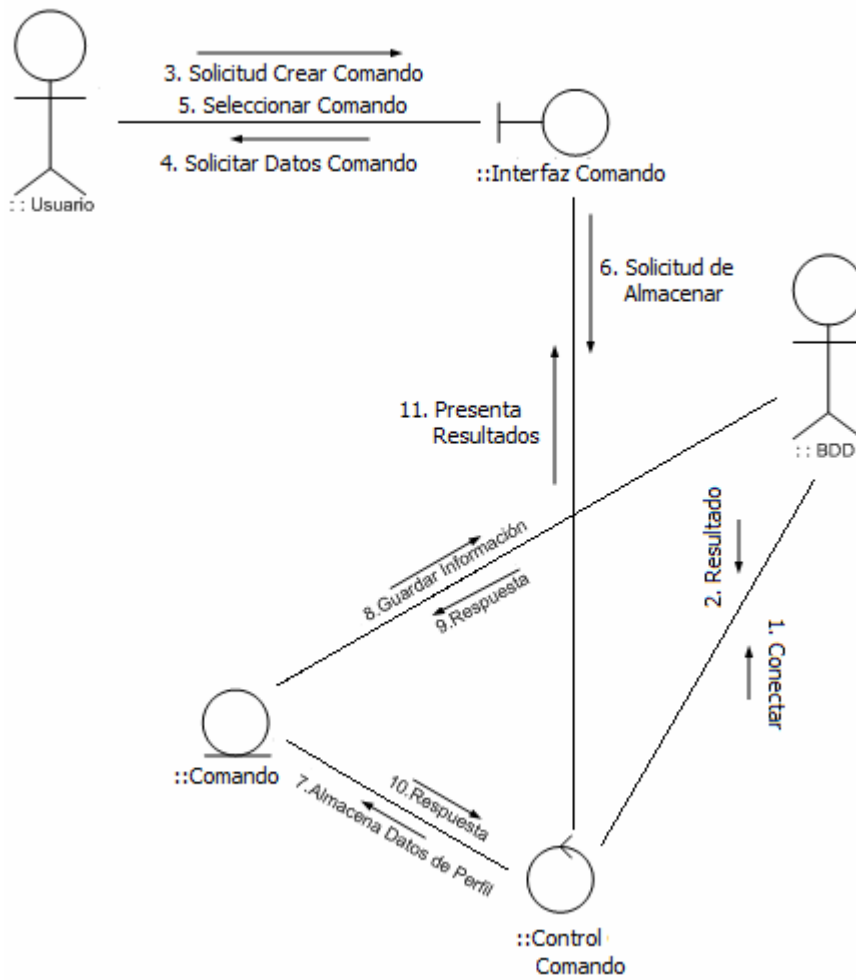 3. Solicitud Crear Comando
5. Seleccionar Comando
4. Solicitar Datos Comando
: : Usuario
::Interfaz Comando
6. Solicitud de
Almacenar
11. Presenta
Resultados
: : BDD
2. Resultado
1. Conectar
8.Guardar Información
9.Respuesta
::Comando
10.Respuesta
7.Almacena Datos de Perfil
::Control
Comando